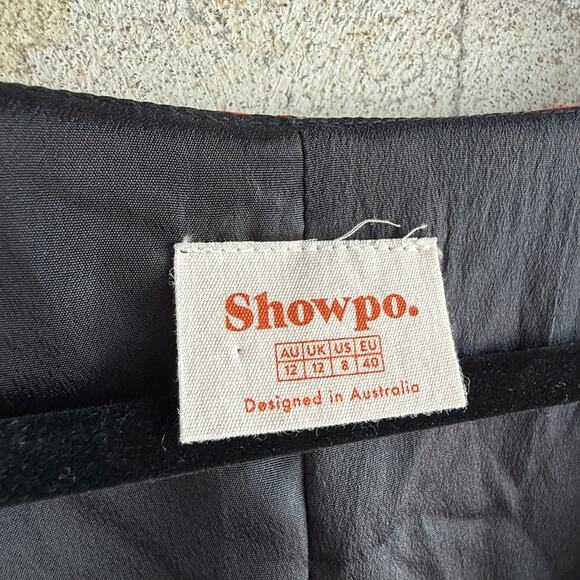 Showpo.
AU UK US EU
12 12 8 40
Designed in Australia